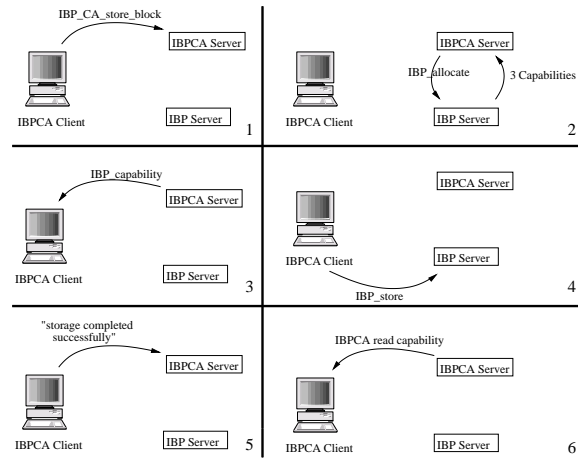 IBP_CA_store_block
IBPCA Server
IBPCA Client
IBP Server
1
IBPCA Server
IBP_allocate
3 Capabilities
IBPCA Client
IBP Server
2
IBP_capability
IBPCA Server
IBPCA Client
IBP Server
3
IBPCA Server
IBPCA Client
IBP Server
IBP_store
4
"storage completed
successfully"
IBPCA Server
IBPCA Client
IBP Server
5
IBPCA read capability
IBPCA Server
IBPCA Client
IBP Server
6